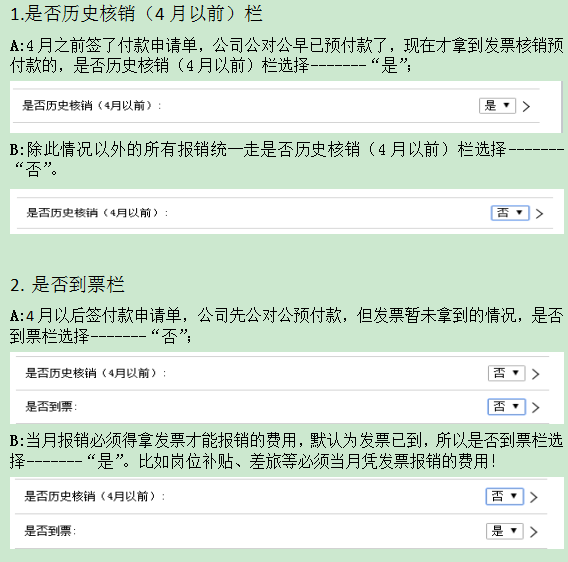 1.是否历史核销（4 月以前）栏
A:4 月之前签了付款申请单，公司公对公早已预付款了，现在才拿到发票核销预
付款的，是否历史核销（4 月以前）栏选择-------“是”；
是否历史核销（4月以前）: 是
B:除此情况以外的所有报销统一走是否历史核销（4 月以前）栏选择-------
“否”。
是否历史核销（4月以前）: 否
2. 是否到票栏
A:4 月以后签付款申请单，公司先公对公预付款，但发票暂未拿到的情况，是否
到票栏选择-------“否”；
是否历史核销（4月以前）: 否
是否到票: 否
B:当月报销必须得拿发票才能报销的费用，默认为发票已到，所以是否到票栏选
择-------“是”。比如岗位补贴、差旅等必须当月凭发票报销的费用！
是否历史核销（4月以前）: 否
是否到票: 是